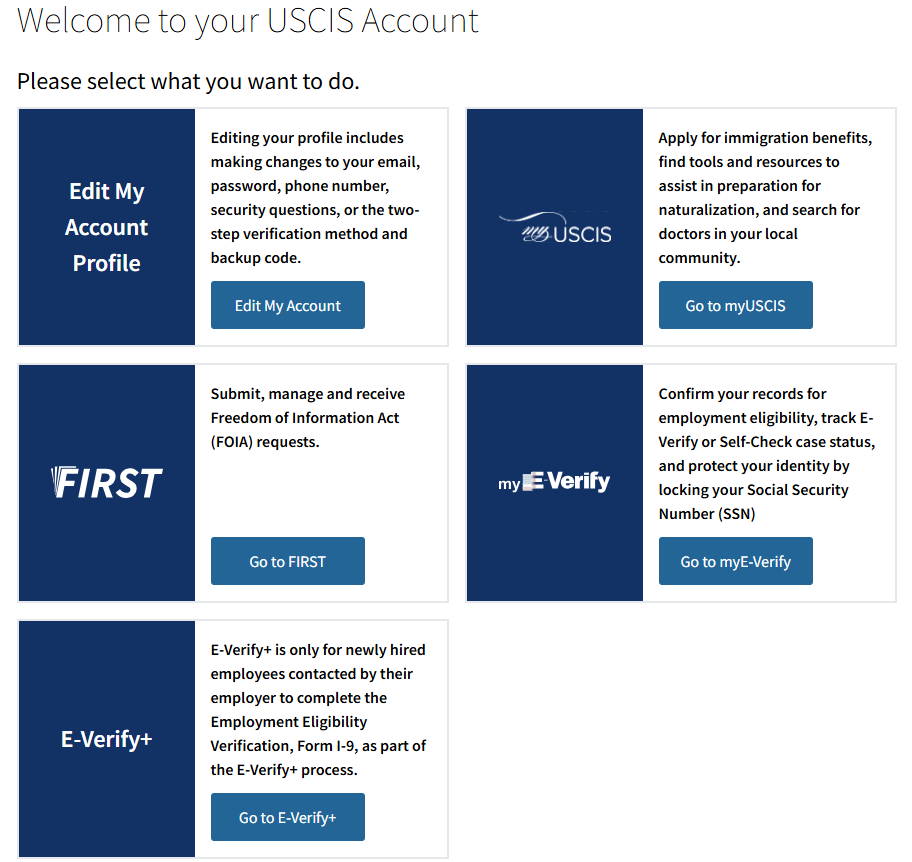 Welcome to your USCIS Account
Please select what you want to do.
Edit My
Account
Profile
Editing your profile includes
making changes to your email,
password, phone number,
security questions, or the two-
step verification method and
backup code.
Edit My Account
my USCIS
Apply for immigration benefits,
find tools and resources to
assist in preparation for
naturalization, and search for
doctors in your local
community.
Go to myUSCIS
FIRST
Submit, manage and receive
Freedom of Information Act
(FOIA) requests.
Go to FIRST
my E-Verify
Confirm your records for
employment eligibility, track E-
Verify or Self-Check case status,
and protect your identity by
locking your Social Security
Number (SSN)
Go to myE-Verify
E-Verify+
E-Verify+ is only for newly hired
employees contacted by their
employer to complete the
Employment Eligibility
Verification, Form I-9, as part of
the E-Verify+ process.
Go to E-Verify+